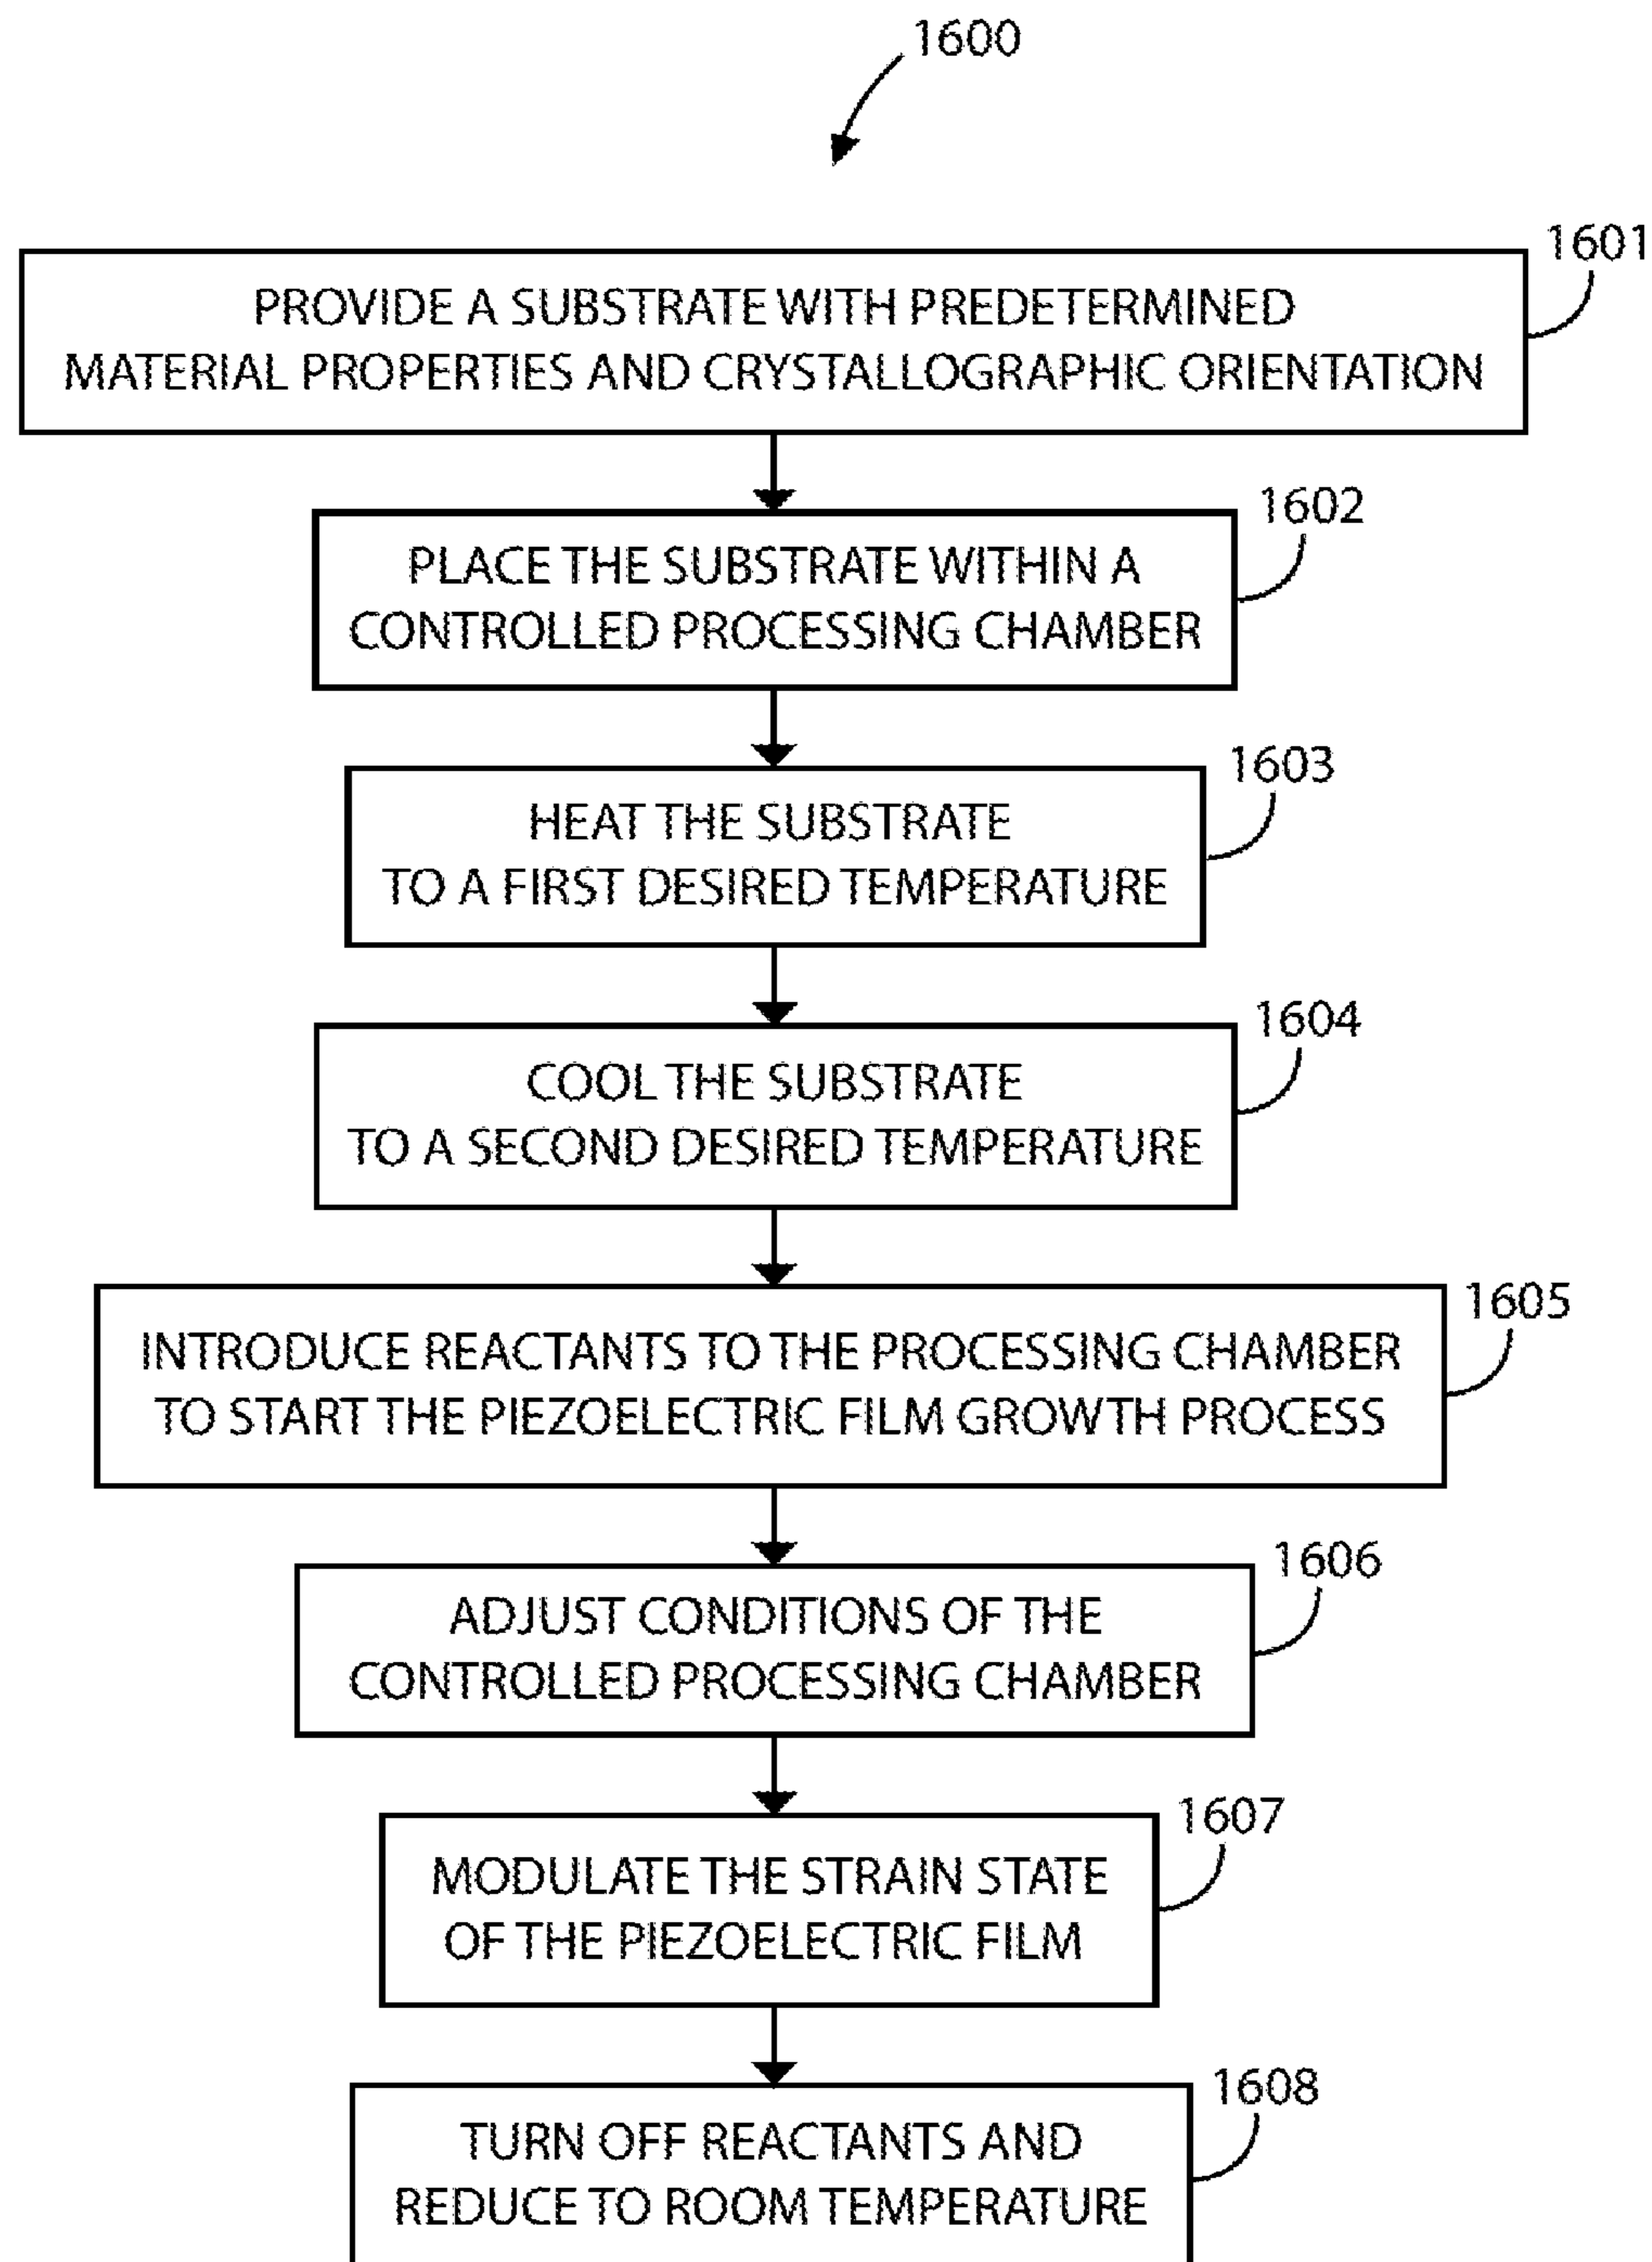 1600
1601
PROVIDE A SUBSTRATE WITH PREDETERMINED
MATERIAL PROPERTIES AND CRYSTALLOGRAPHIC ORIENTATION
1602
PLACE THE SUBSTRATE WITHIN A
CONTROLLED PROCESSING CHAMBER
1603
HEAT THE SUBSTRATE
TO A FIRST DESIRED TEMPERATURE
1604
COOL THE SUBSTRATE
TO A SECOND DESIRED TEMPERATURE
1605
INTRODUCE REACTANTS TO THE PROCESSING CHAMBER
TO START THE PIEZOELECTRIC FILM GROWTH PROCESS
1606
ADJUST CONDITIONS OF THE
CONTROLLED PROCESSING CHAMBER
1607
MODULATE THE STRAIN STATE
OF THE PIEZOELECTRIC FILM
1608
TURN OFF REACTANTS AND
REDUCE TO ROOM TEMPERATURE